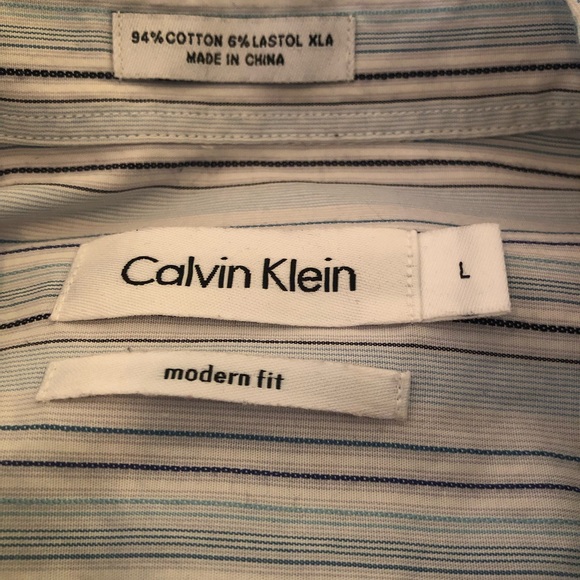 94% COTTON 6% LASTOL XLA
MADE IN CHINA
Calvin Klein
L
modern fit